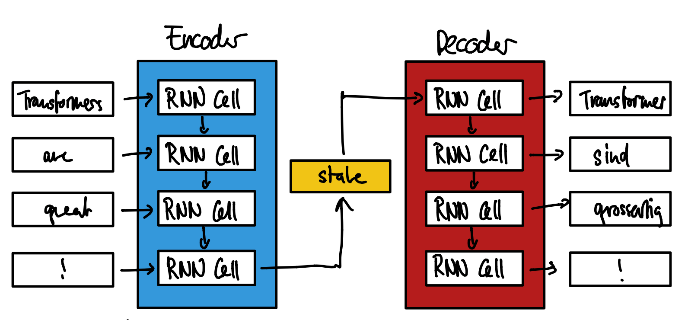 Encoder Decoder
Transformers RNN Cell RNN Cell Transformer
are RNN Cell RNN Cell sind
state
great RNN Cell RNN Cell grossartig
! RNN Cell RNN Cell !